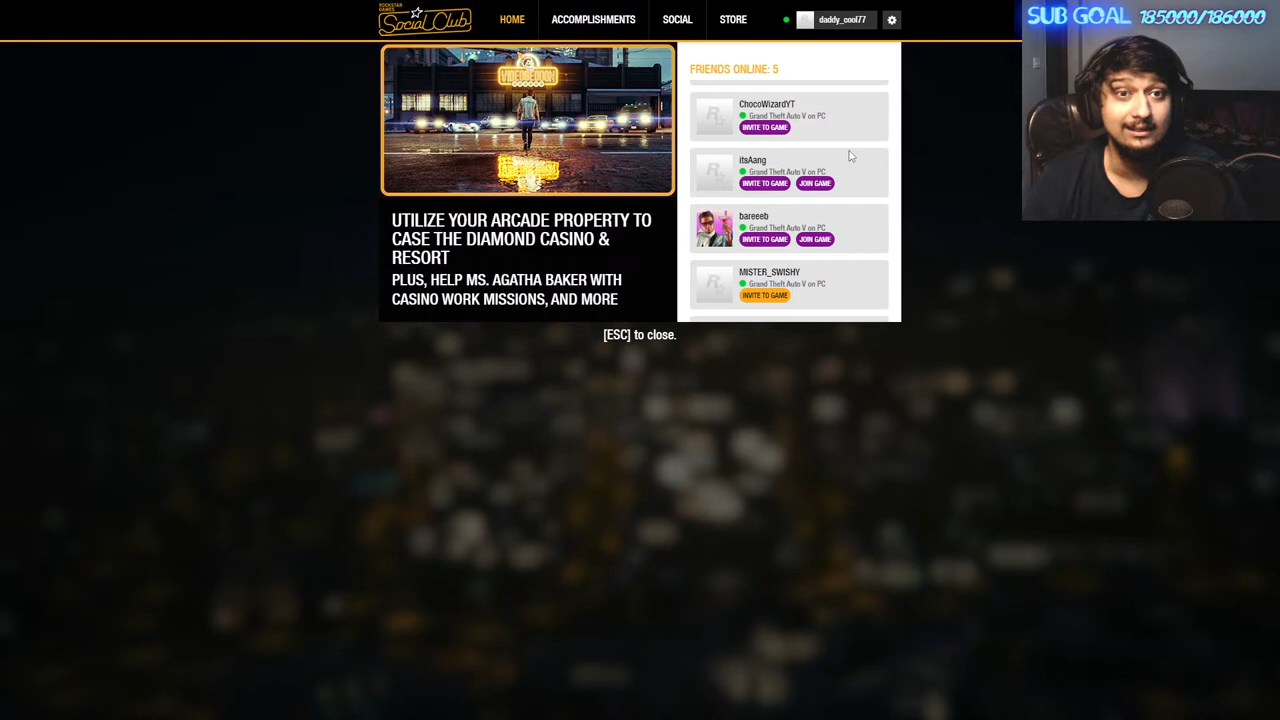 ROCKSTAR
GAMES
Social Club
HOME
ACCOMPLISHMENTS
SOCIAL
STORE
daddy_cool77
SUB GOAL 185000/186000
VIDEOGEDDON
UTILIZE YOUR ARCADE PROPERTY TO
CASE THE DIAMOND CASINO &
RESORT
PLUS, HELP MS. AGATHA BAKER WITH
CASINO WORK MISSIONS, AND MORE
FRIENDS ONLINE: 5
ChocoWizardYT
Grand Theft Auto V on PC
INVITE TO GAME
itsAang
Grand Theft Auto V on PC
INVITE TO GAME JOIN GAME
bareeeb
Grand Theft Auto V on PC
INVITE TO GAME JOIN GAME
MISTER_SWISHY
Grand Theft Auto V on PC
INVITE TO GAME
[ESC] to close.